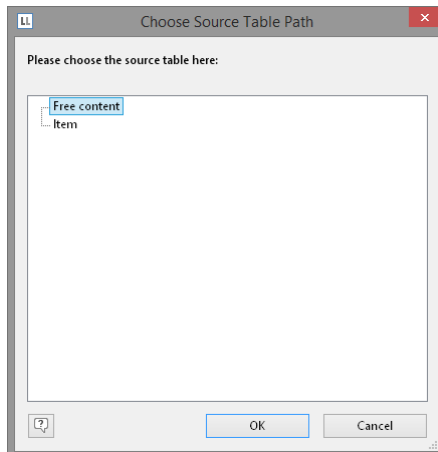 LL Choose Source Table Path ×
Please choose the source table here:
Free content
Item
? OK Cancel